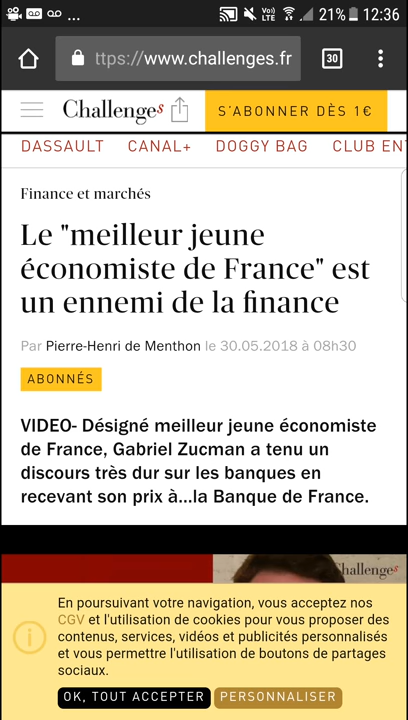 ... Vo)) LTE 21% 12:36
ttps://www.challenges.fr 30
Challenges S'ABONNER DÈS 1€
DASSAULT CANAL+ DOGGY BAG CLUB
Finance et marchés
Le "meilleur jeune
économiste de France" est
un ennemi de la finance
Par Pierre-Henri de Menthon le 30.05.2018 à 08h30
ABONNÉS
VIDEO- Désigné meilleur jeune économiste
de France, Gabriel Zucman a tenu un
discours très dur sur les banques en
recevant son prix à...la Banque de France.
Challenges
En poursuivant votre navigation, vous acceptez nos
CGV et l'utilisation de cookies pour vous proposer des
contenus, services, vidéos et publicités personnalisés
et vous permettre l'utilisation de boutons de partages
sociaux.
OK, TOUT ACCEPTER PERSONNALISER